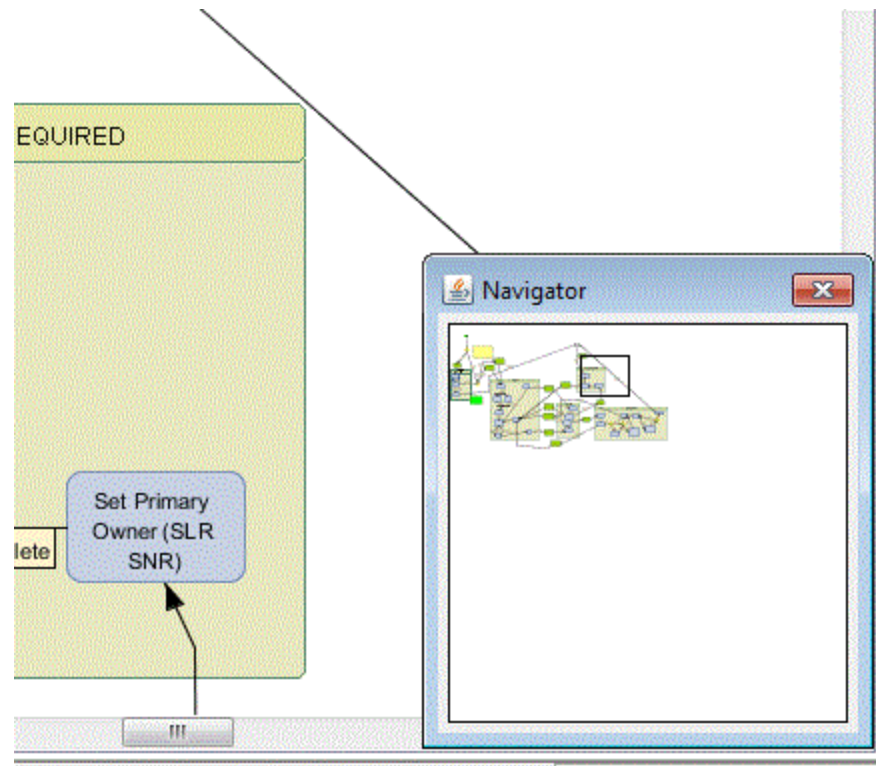 EQUIRED
Navigator
Set Primary
Owner (SLR
SNR)
lete